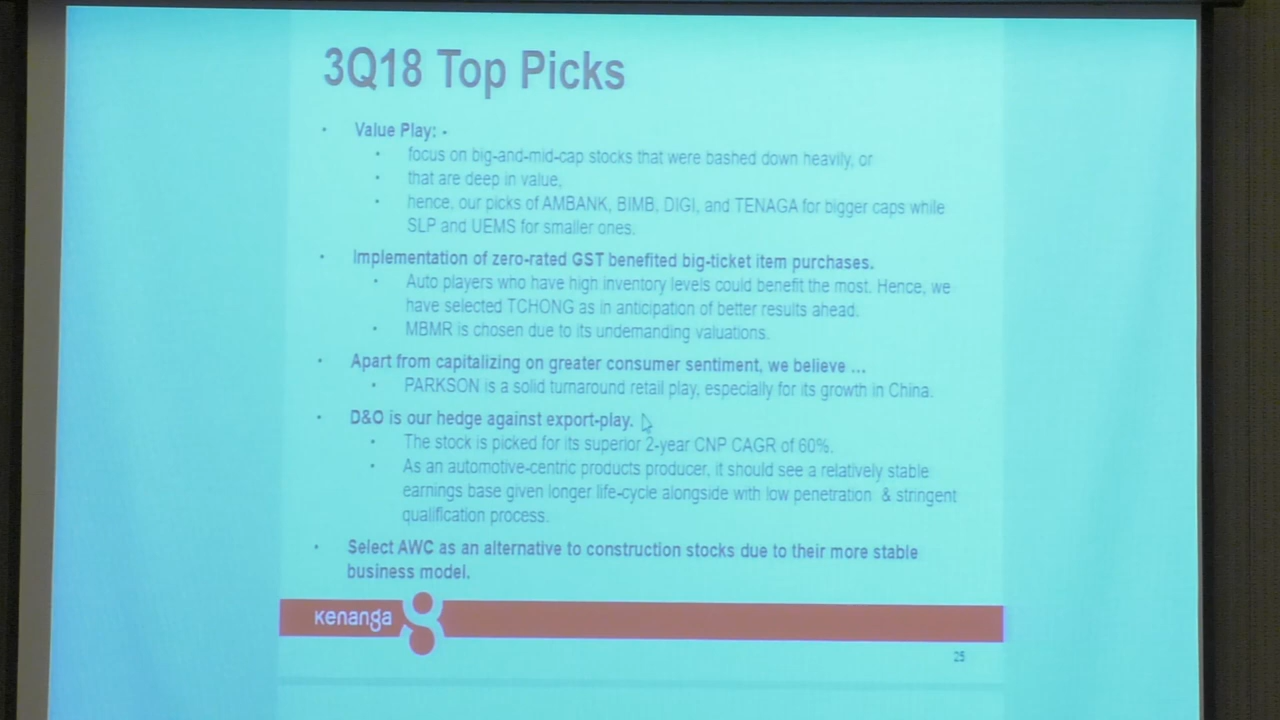 3Q18 Top Picks
• Value Play: -
• focus on big-and-mid-cap stocks that were bashed down heavily, or
• that are deep in value,
• hence, our picks of AMBANK, BIMB, DIGI, and TENAGA for bigger caps while
SLP and UEMS for smaller ones.
• Implementation of zero-rated GST benefited big-ticket item purchases.
• Auto players who have high inventory levels could benefit the most. Hence, we
have selected TCHONG as in anticipation of better results ahead.
• MBMR is chosen due to its undemanding valuations.
• Apart from capitalizing on greater consumer sentiment, we believe ...
• PARKSON is a solid turnaround retail play, especially for its growth in China.
• D&O is our hedge against export-play.
• The stock is picked for its superior 2-year CNP CAGR of 60%.
• As an automotive-centric products producer, it should see a relatively stable
earnings base given longer life-cycle alongside with low penetration & stringent
qualification process.
• Select AWC as an alternative to construction stocks due to their more stable
business model.
kenanga
25